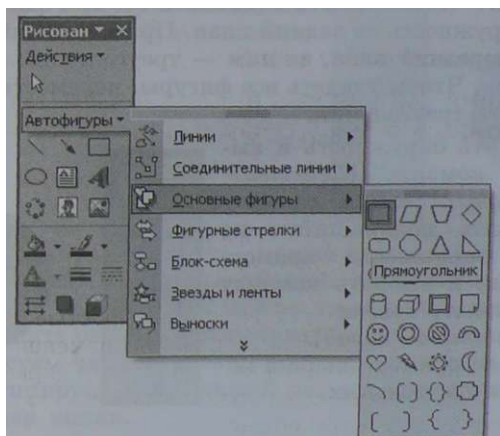 Рисован
Действия
Автофигуры
Линии
Соединительные линии
Основные фигуры
Фигурные стрелки
Блок-схема
Звезды и ленты
Выноски
Прямоугольник